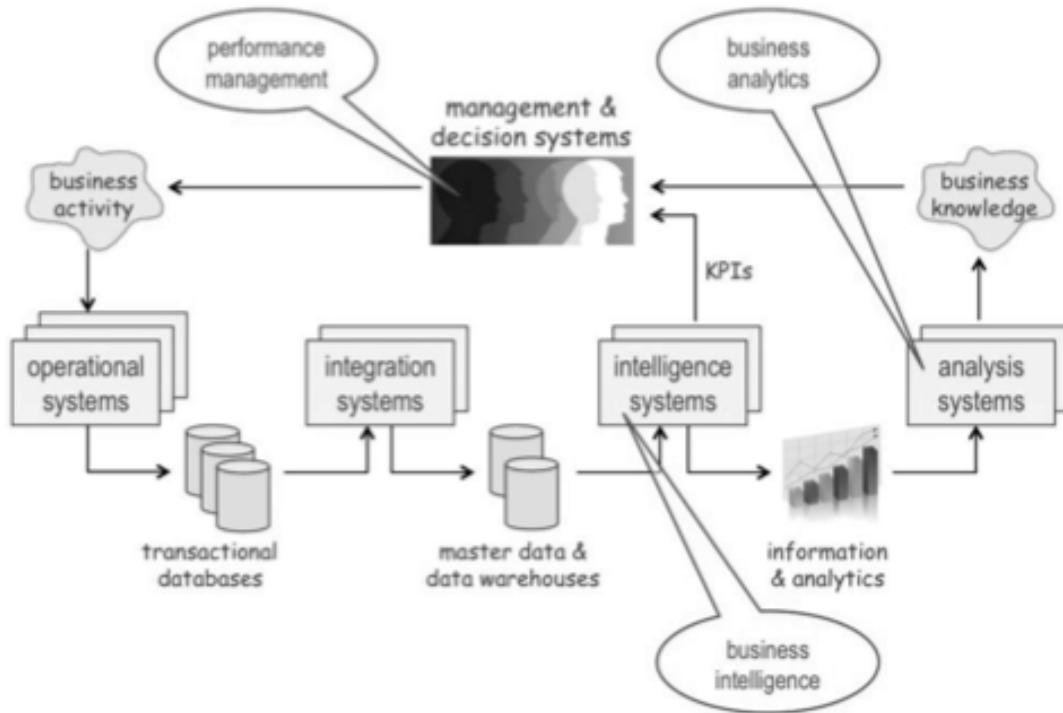 performance
management
business
analytics
management &
decision systems
business
activity
business
knowledge
KPIs
operational
systems
integration
systems
intelligence
systems
analysis
systems
transactional
databases
master data &
data warehouses
information
& analytics
business
intelligence